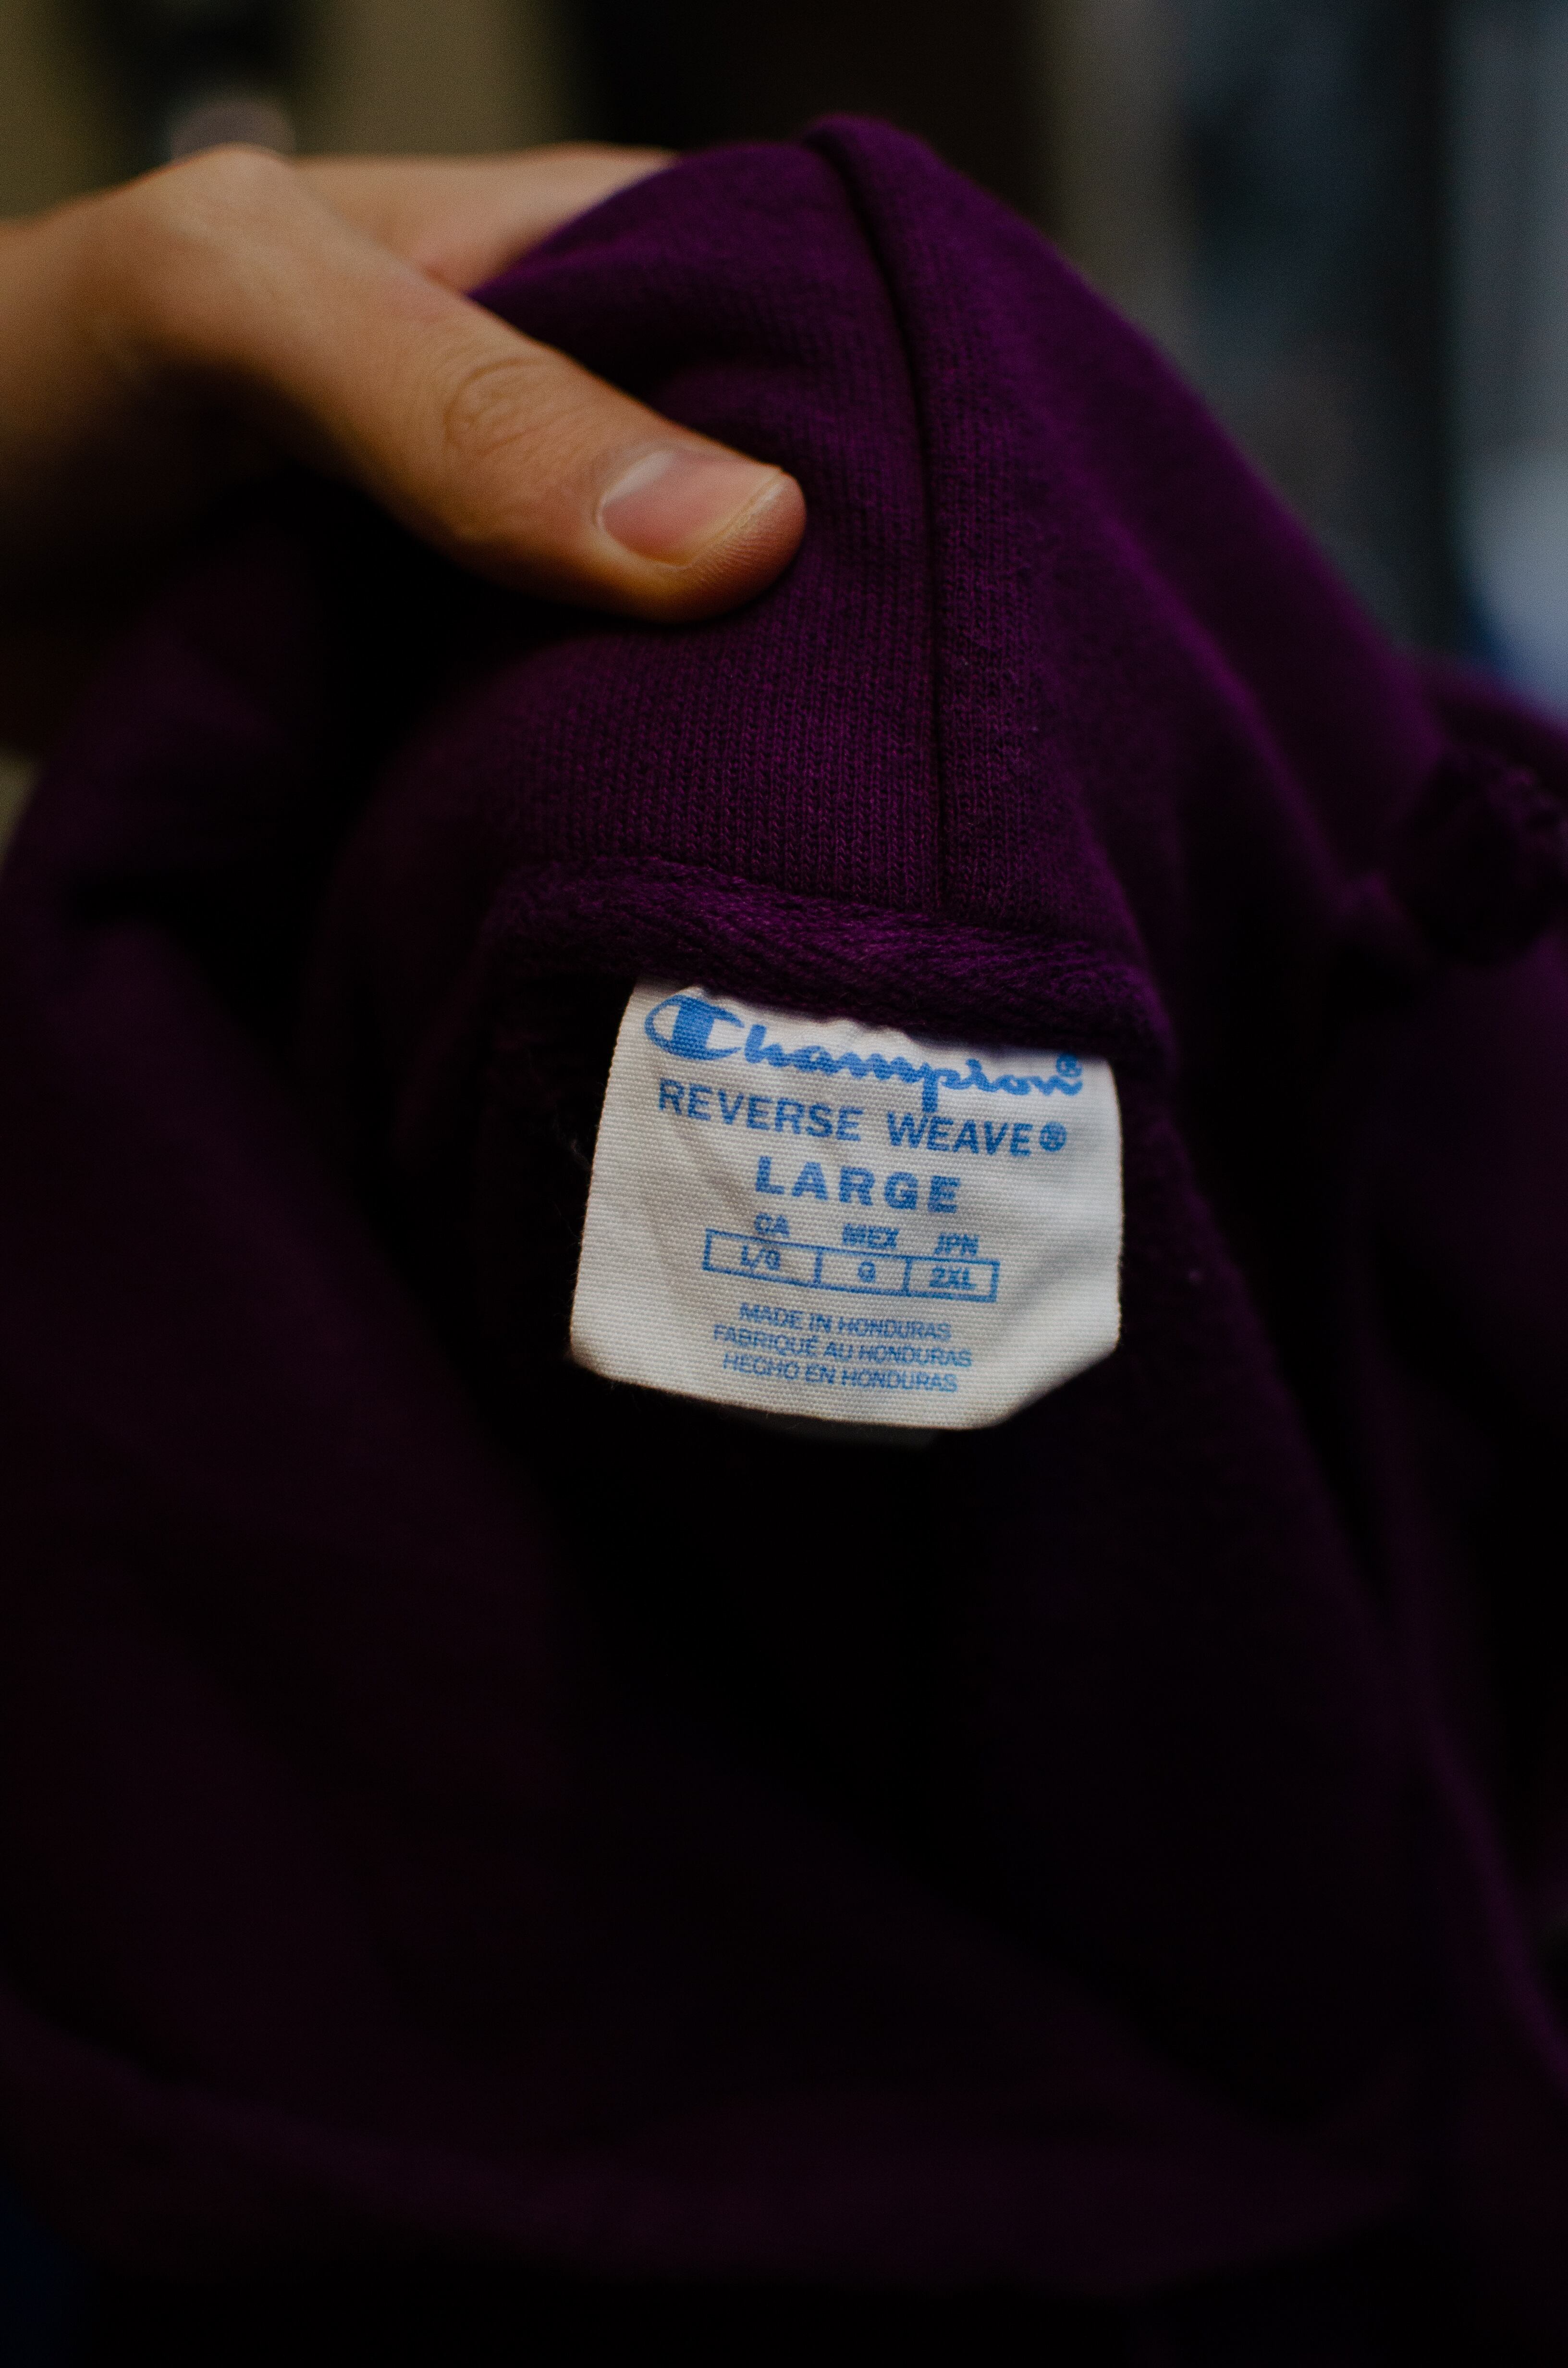 Champion®
REVERSE WEAVE®
LARGE
CA MEX JPN
L/G G 2XL
MADE IN HONDURAS
FABRIQUÉ AU HONDURAS
HECHO EN HONDURAS